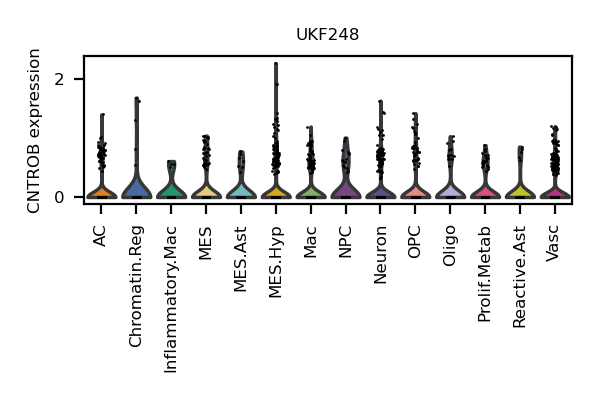 UKF248
CNTROB expression
2
0
AC
Chromatin.Reg
Inflammatory.Mac
MES
MES.Ast
MES.Hyp
Mac
NPC
Neuron
OPC
Oligo
Prolif.Metab
Reactive.Ast
Vasc